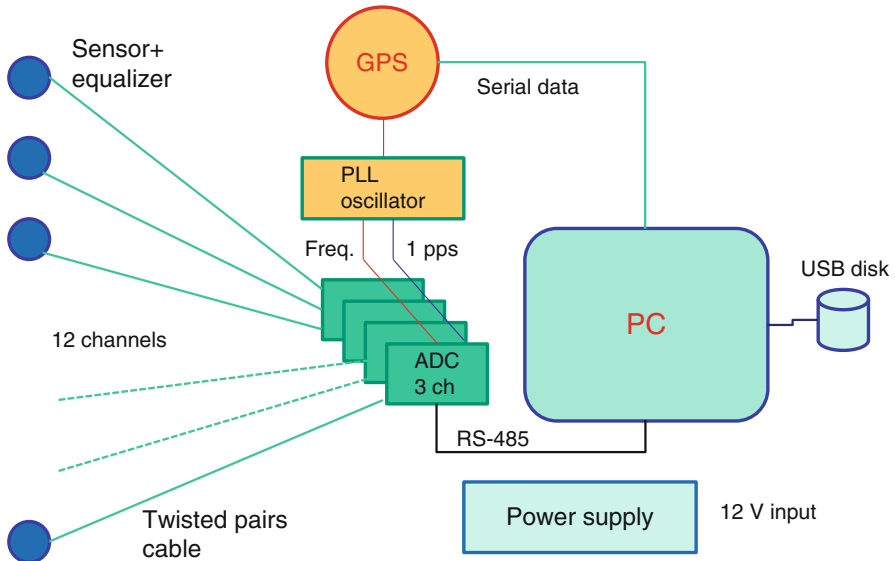 Sensor+
equalizer
GPS
Serial data
PLL
oscillator
Freq.
1 pps
USB disk
PC
12 channels
ADC
3 ch
RS-485
Twisted pairs
cable
Power supply
12 V input